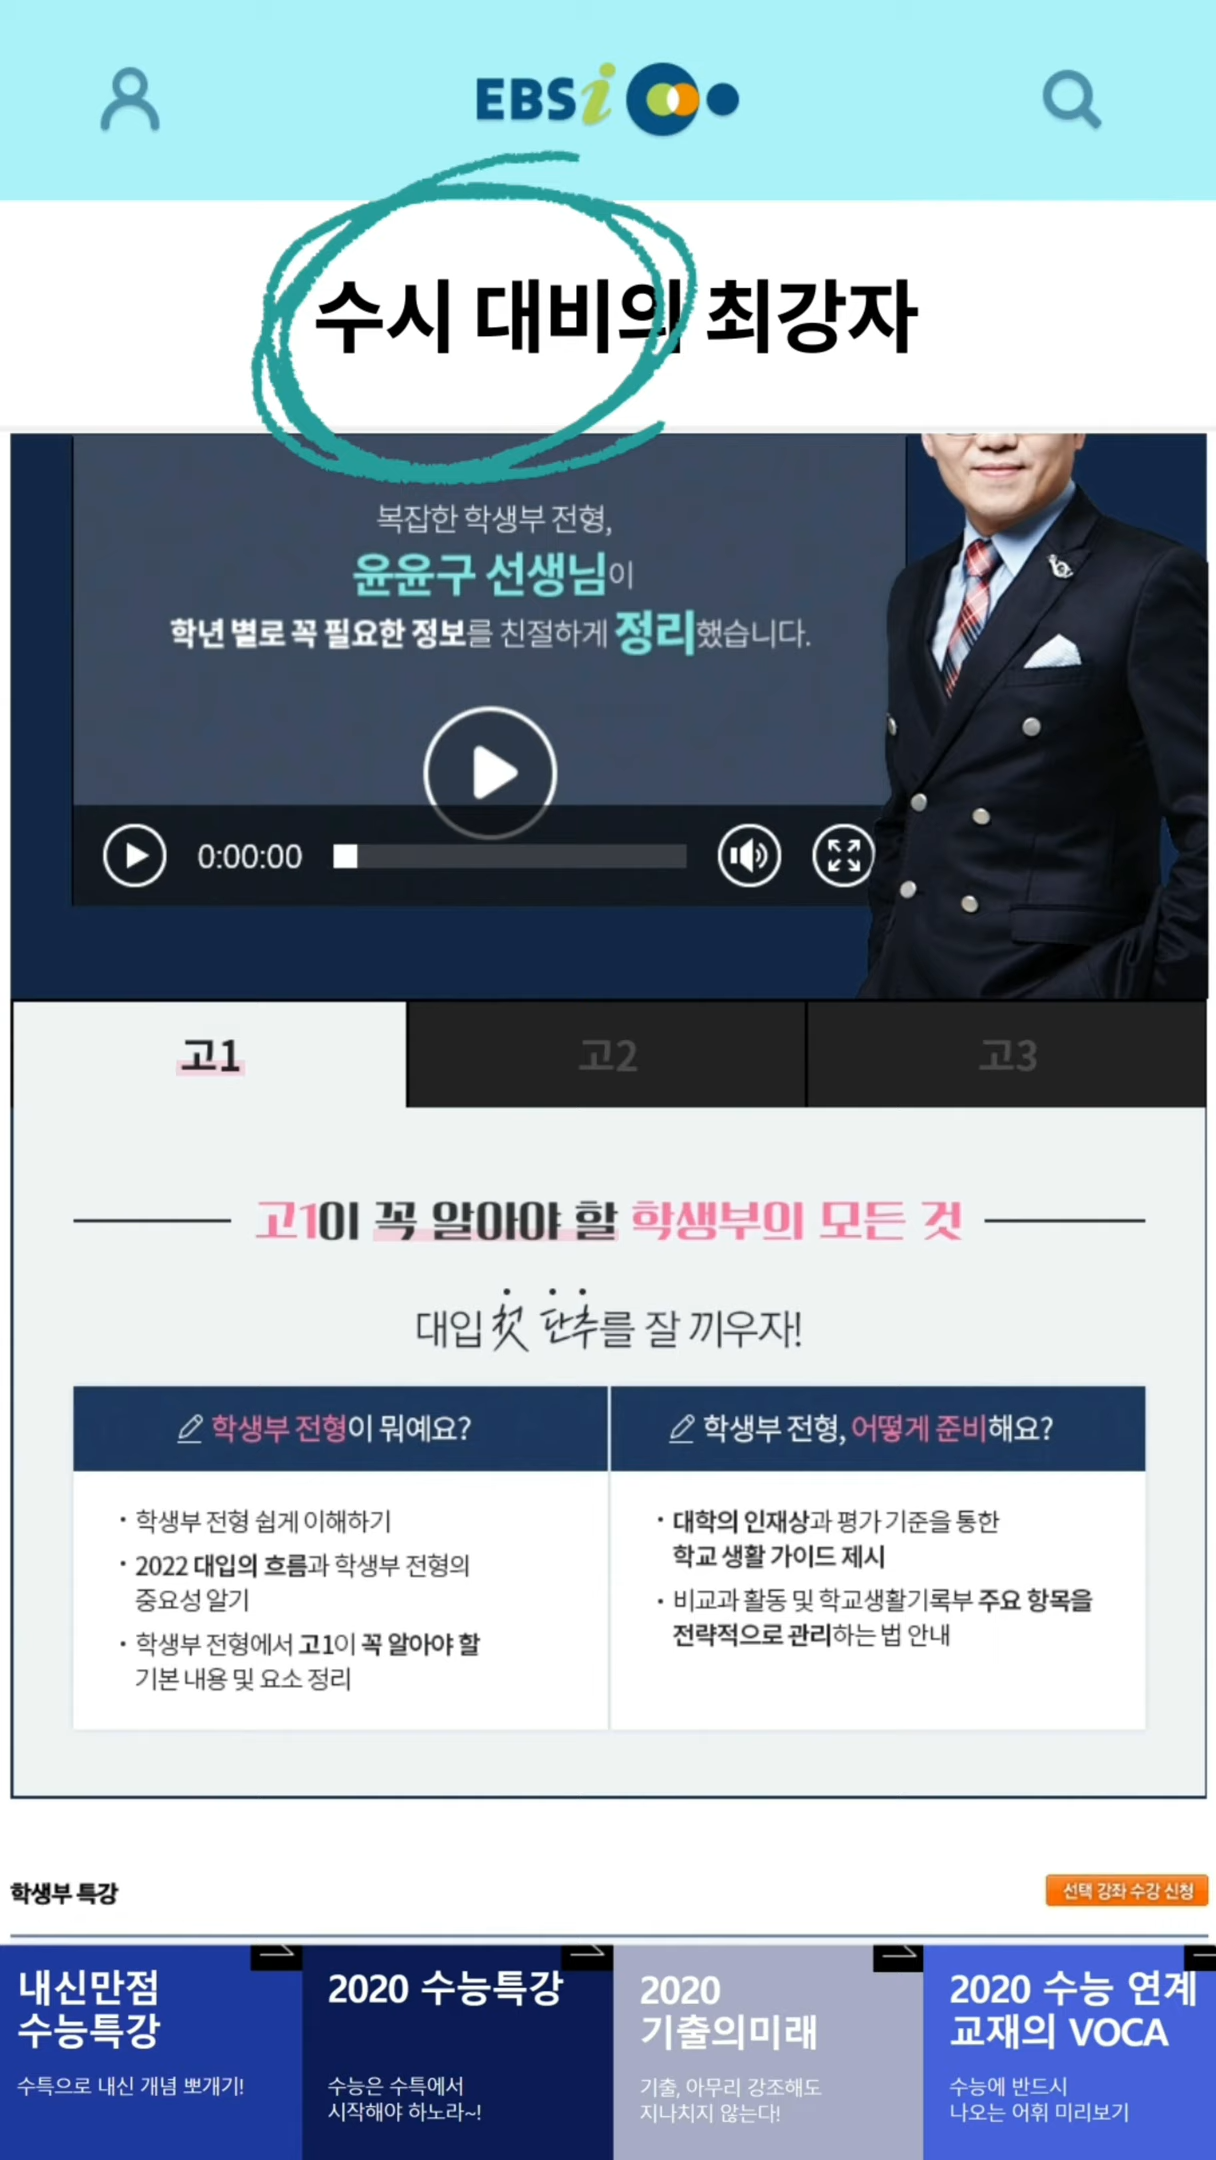 EBSi
수시 대비의 최강자
복잡한 학생부 전형,
윤윤구 선생님이
학년 별로 꼭 필요한 정보를 친절하게 정리했습니다.
0:00:00
고1
고2
고3
고1이 꼭 알아야 할 학생부의 모든 것
대입 첫 단추를 잘 끼우자!
학생부 전형이 뭐예요?
· 학생부 전형 쉽게 이해하기
· 2022 대입의 흐름과 학생부 전형의
중요성 알기
· 학생부 전형에서 고1이 꼭 알아야 할
기본 내용 및 요소 정리
학생부 전형, 어떻게 준비해요?
· 대학의 인재상과 평가 기준을 통한
학교 생활 가이드 제시
· 비교과 활동 및 학교생활기록부 주요 항목을
전략적으로 관리하는 법 안내
학생부 특강
선택 강좌 수강 신청
내신만점
수능특강
수특으로 내신 개념 뽀개기!
2020 수능특강
수능은 수특에서
시작해야 하노라~!
2020
기출의미래
기출, 아무리 강조해도
지나치지 않는다!
2020 수능 연계
교재의 VOCA
수능에 반드시
나오는 어휘 미리보기